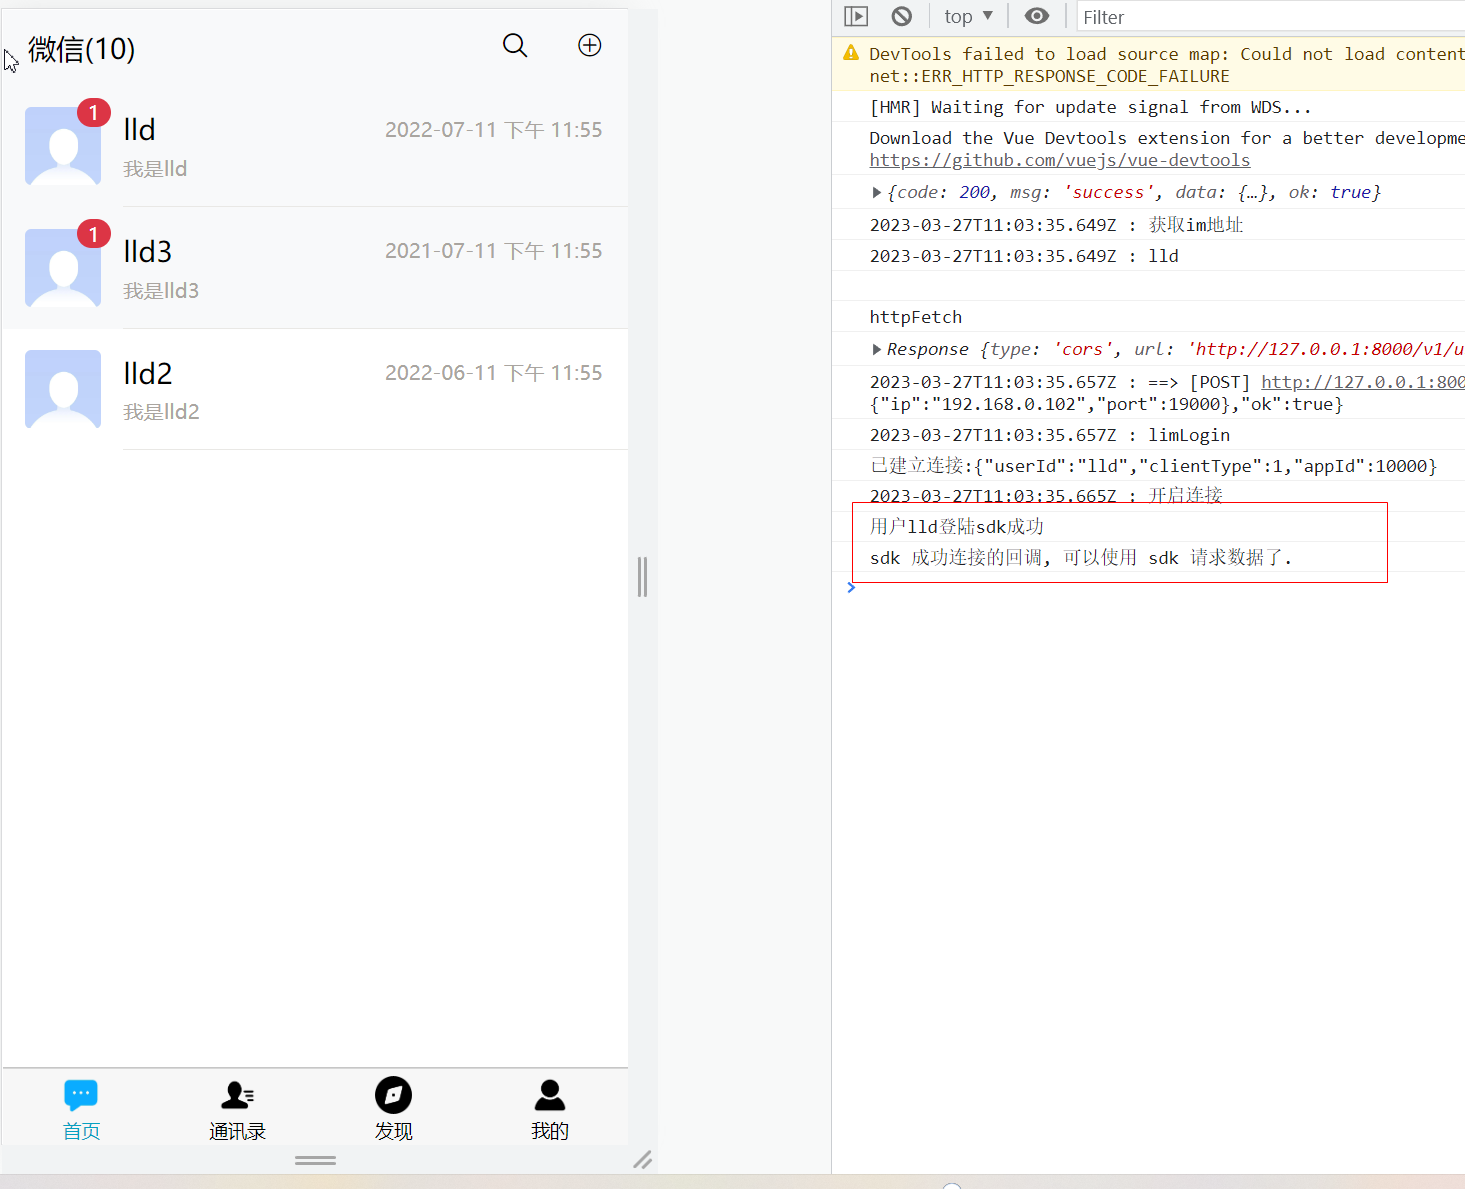 微信(10)
1
lld
2022-07-11 下午 11:55
我是lld
1
lld3
2021-07-11 下午 11:55
我是lld3
lld2
2022-06-11 下午 11:55
我是lld2
首页
通讯录
发现
我的
top
Filter
DevTools failed to load source map: Could not load content
net::ERR_HTTP_RESPONSE_CODE_FAILURE
[HMR] Waiting for update signal from WDS...
Download the Vue Devtools extension for a better developme
https://github.com/vuejs/vue-devtools
{code: 200, msg: 'success', data: {…}, ok: true}
2023-03-27T11:03:35.649Z : 获取im地址
2023-03-27T11:03:35.649Z : lld
httpFetch
Response {type: 'cors', url: 'http://127.0.0.1:8000/v1/u
2023-03-27T11:03:35.657Z : ==> [POST] http://127.0.0.1:800
{"ip":"192.168.0.102","port":19000},"ok":true}
2023-03-27T11:03:35.657Z : limLogin
已建立连接:{"userId":"lld","clientType":1,"appId":10000}
2023-03-27T11:03:35.665Z : 开启连接
用户lld登陆sdk成功
sdk 成功连接的回调, 可以使用 sdk 请求数据了.